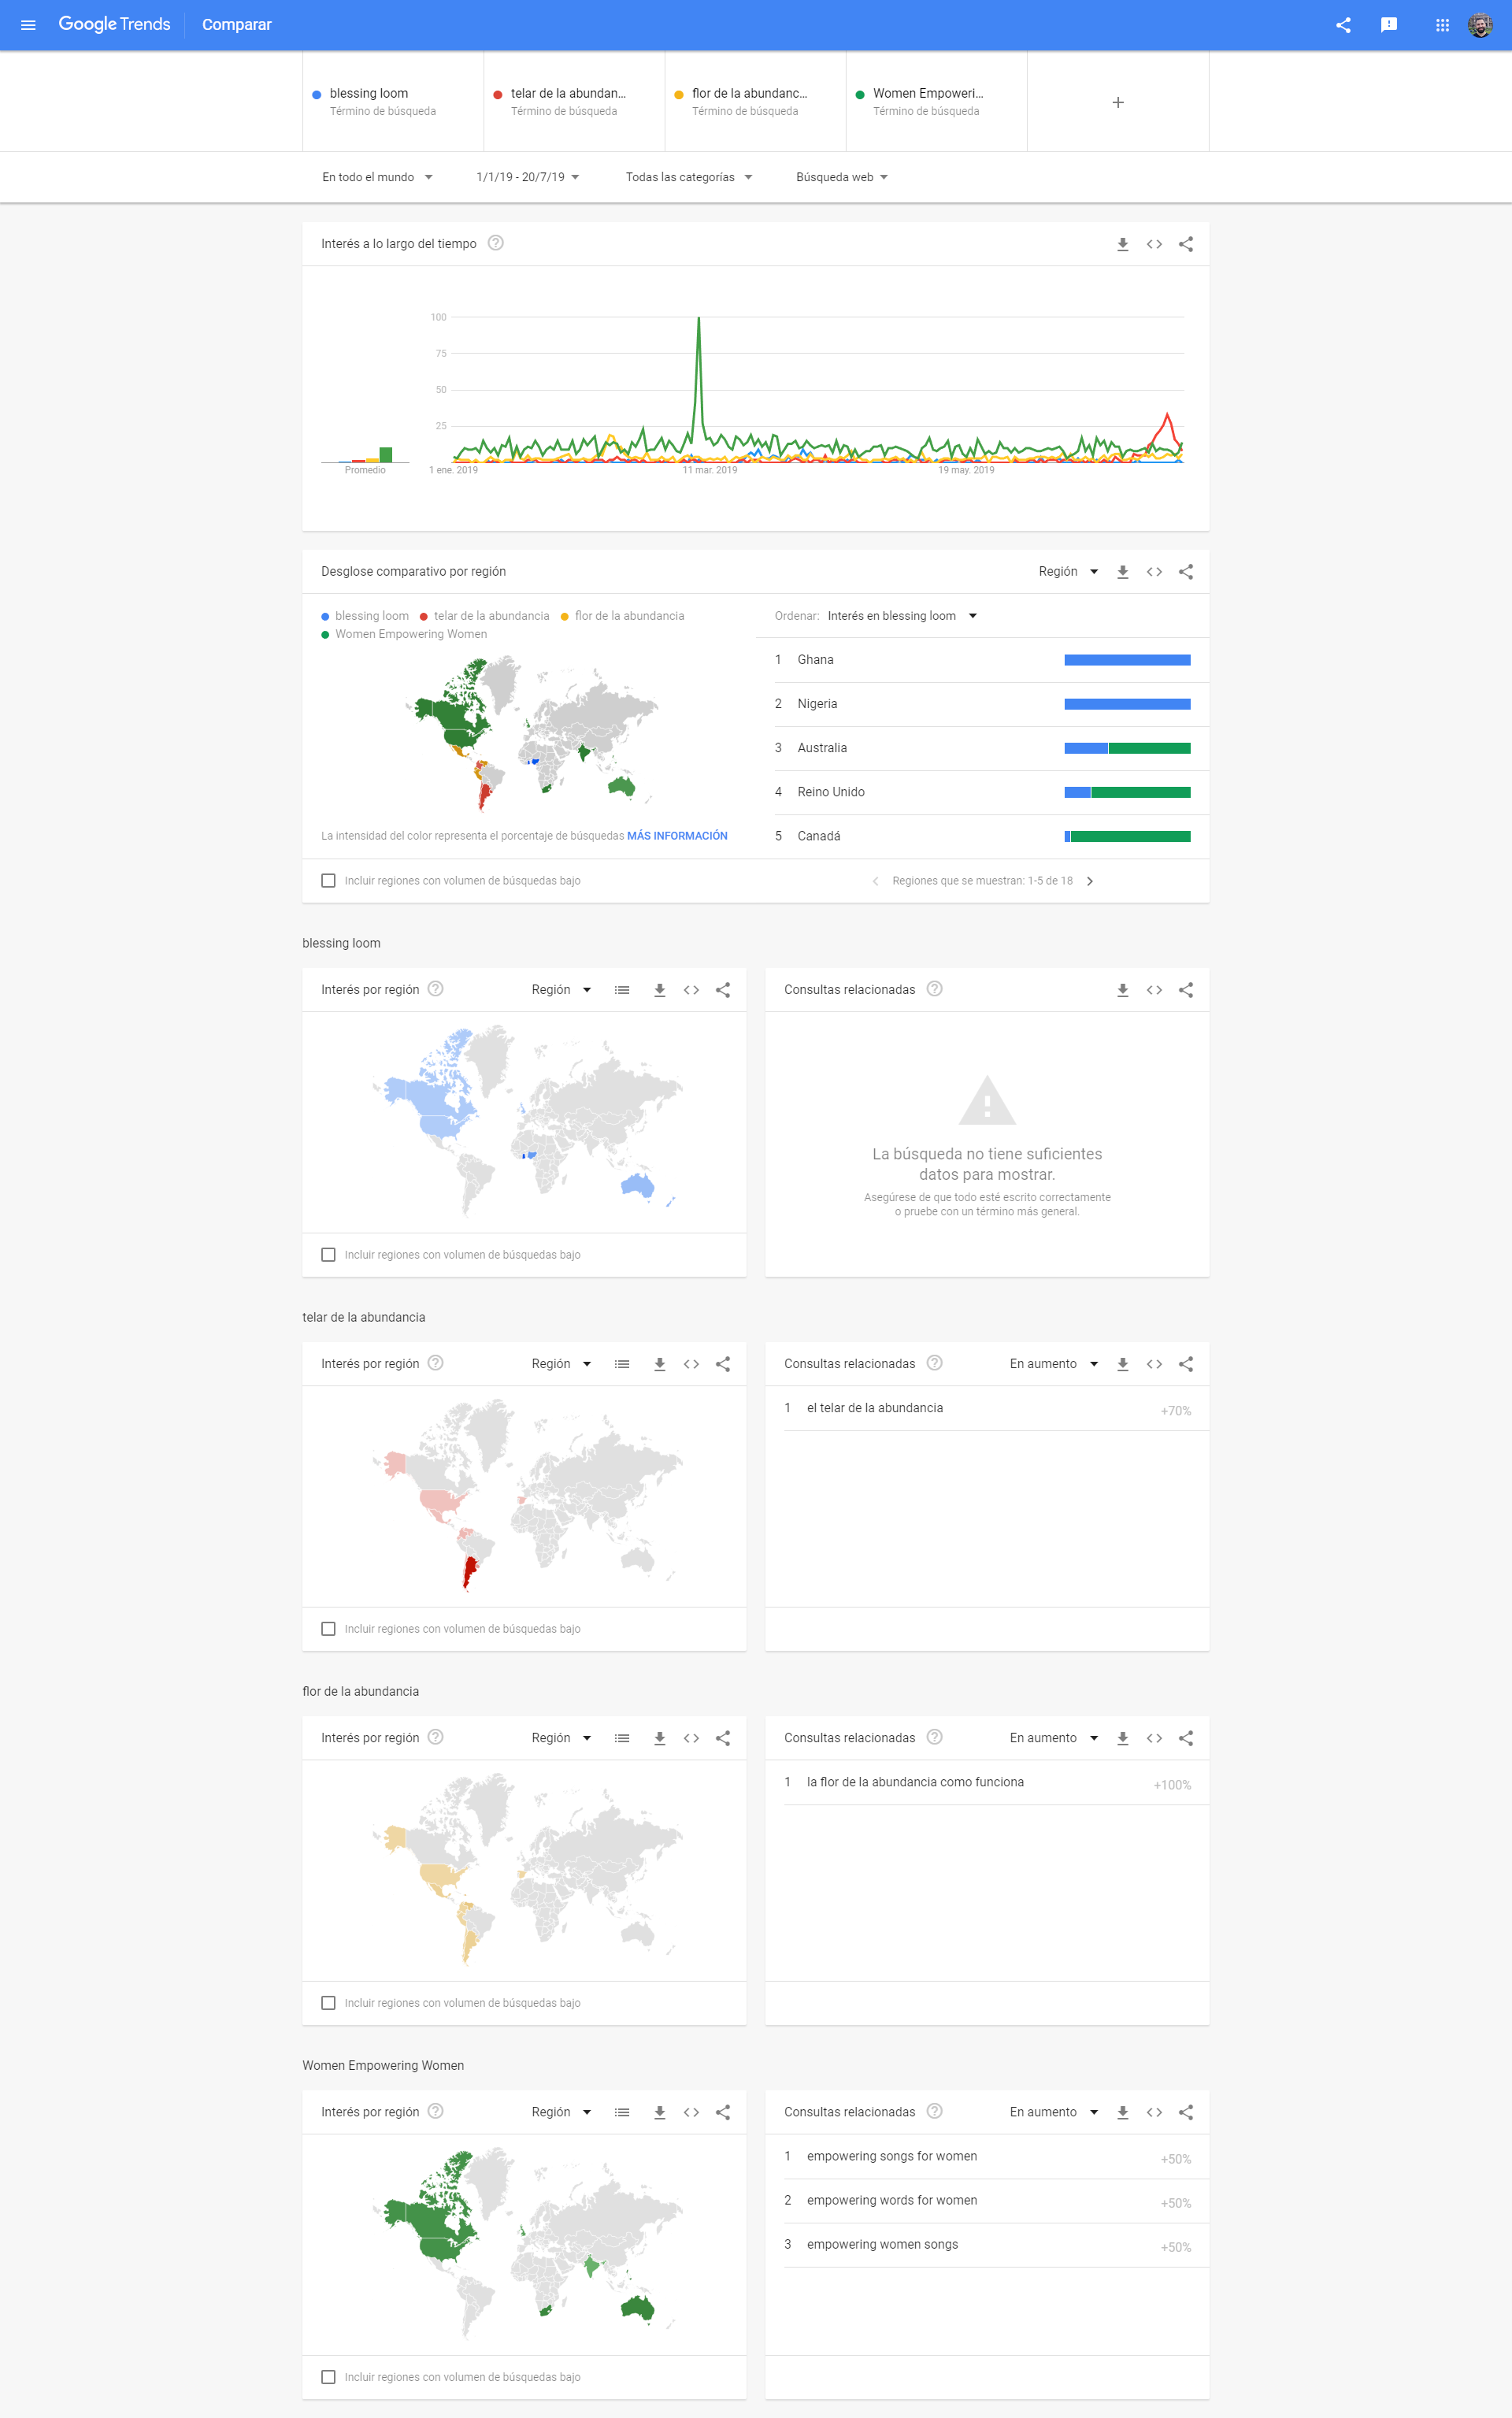 Google Trends Comparar
blessing loom
Término de búsqueda
telar de la abundan...
Término de búsqueda
flor de la abundanc...
Término de búsqueda
Women Empoweri...
Término de búsqueda
+
En todo el mundo
1/1/19 - 20/7/19
Todas las categorías
Búsqueda web
Interés a lo largo del tiempo
100
75
50
25
Promedio
1 ene. 2019
11 mar. 2019
19 may. 2019
Desglose comparativo por región
Región
blessing loom telar de la abundancia flor de la abundancia
Women Empowering Women
La intensidad del color representa el porcentaje de búsquedas MÁS INFORMACIÓN
Ordenar: Interés en blessing loom
1 Ghana
2 Nigeria
3 Australia
4 Reino Unido
5 Canadá
Incluir regiones con volumen de búsquedas bajo
Regiones que se muestran: 1-5 de 18
blessing loom
Interés por región
Región
Incluir regiones con volumen de búsquedas bajo
Consultas relacionadas
La búsqueda no tiene suficientes
datos para mostrar.
Asegúrese de que todo esté escrito correctamente
o pruebe con un término más general.
telar de la abundancia
Interés por región
Región
Incluir regiones con volumen de búsquedas bajo
Consultas relacionadas
En aumento
1 el telar de la abundancia +70%
flor de la abundancia
Interés por región
Región
Incluir regiones con volumen de búsquedas bajo
Consultas relacionadas
En aumento
1 la flor de la abundancia como funciona +100%
Women Empowering Women
Interés por región
Región
Incluir regiones con volumen de búsquedas bajo
Consultas relacionadas
En aumento
1 empowering songs for women +50%
2 empowering words for women +50%
3 empowering women songs +50%